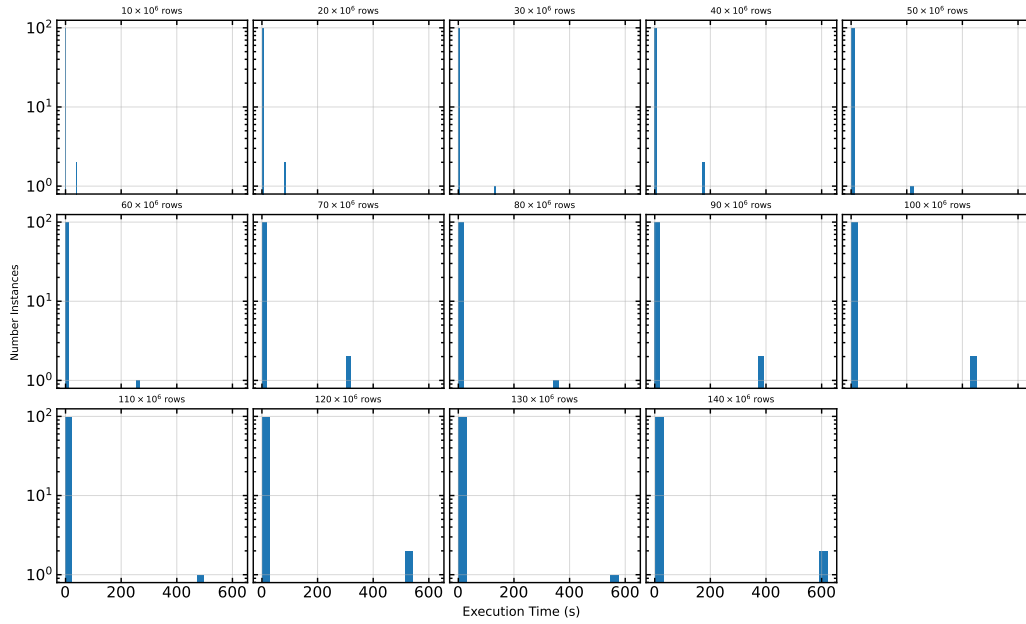 10 × 10⁶ rows 20 × 10⁶ rows 30 × 10⁶ rows 40 × 10⁶ rows 50 × 10⁶ rows
10²
10¹
10⁰
60 × 10⁶ rows 70 × 10⁶ rows 80 × 10⁶ rows 90 × 10⁶ rows 100 × 10⁶ rows
10²
10¹
10⁰
Number Instances
110 × 10⁶ rows 120 × 10⁶ rows 130 × 10⁶ rows 140 × 10⁶ rows
10²
10¹
10⁰
0 200 400 600 0 200 400 600 0 200 400 600 0 200 400 600
Execution Time (s)